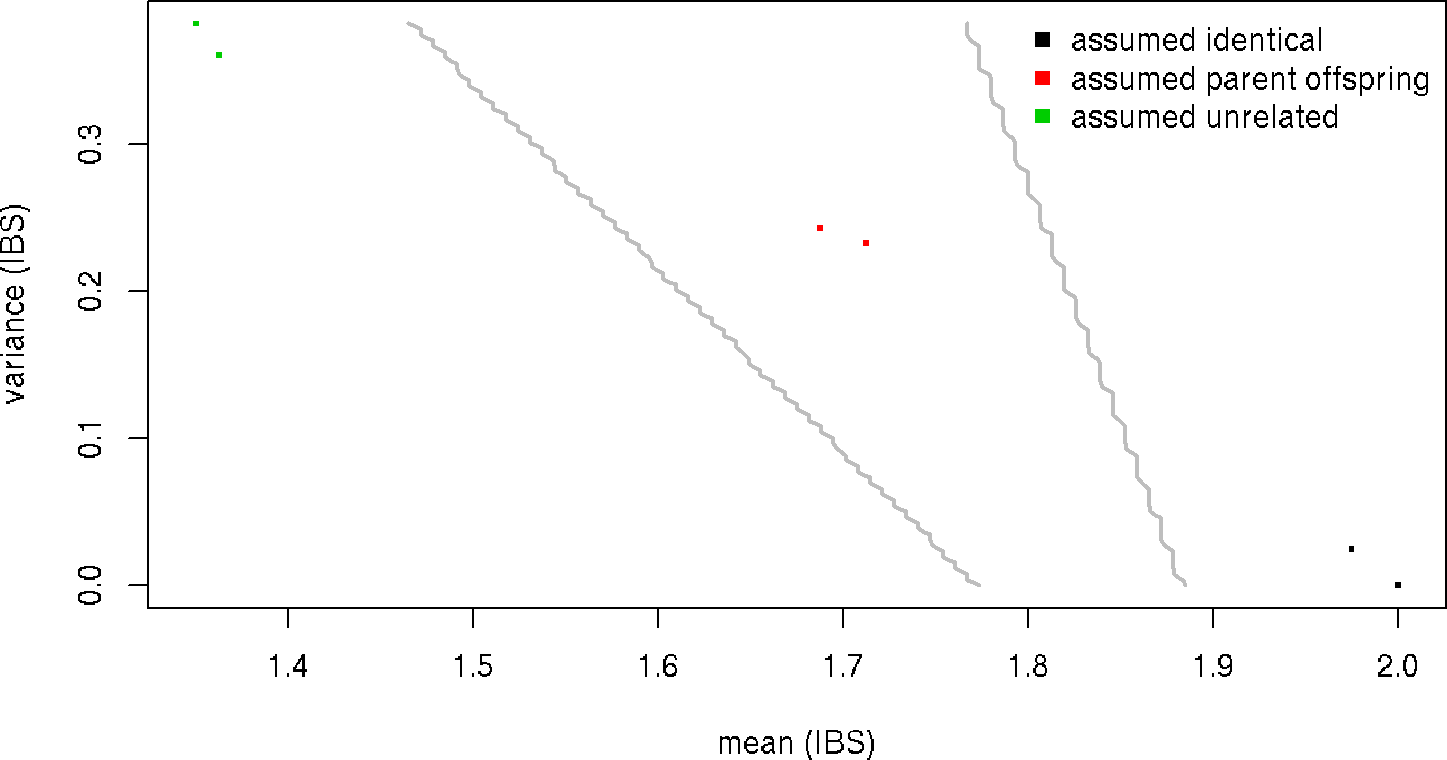 assumed identical
assumed parent offspring
assumed unrelated
variance (IBS)
0.3
0.2
0.1
0.0
1.4 1.5 1.6 1.7 1.8 1.9 2.0
mean (IBS)